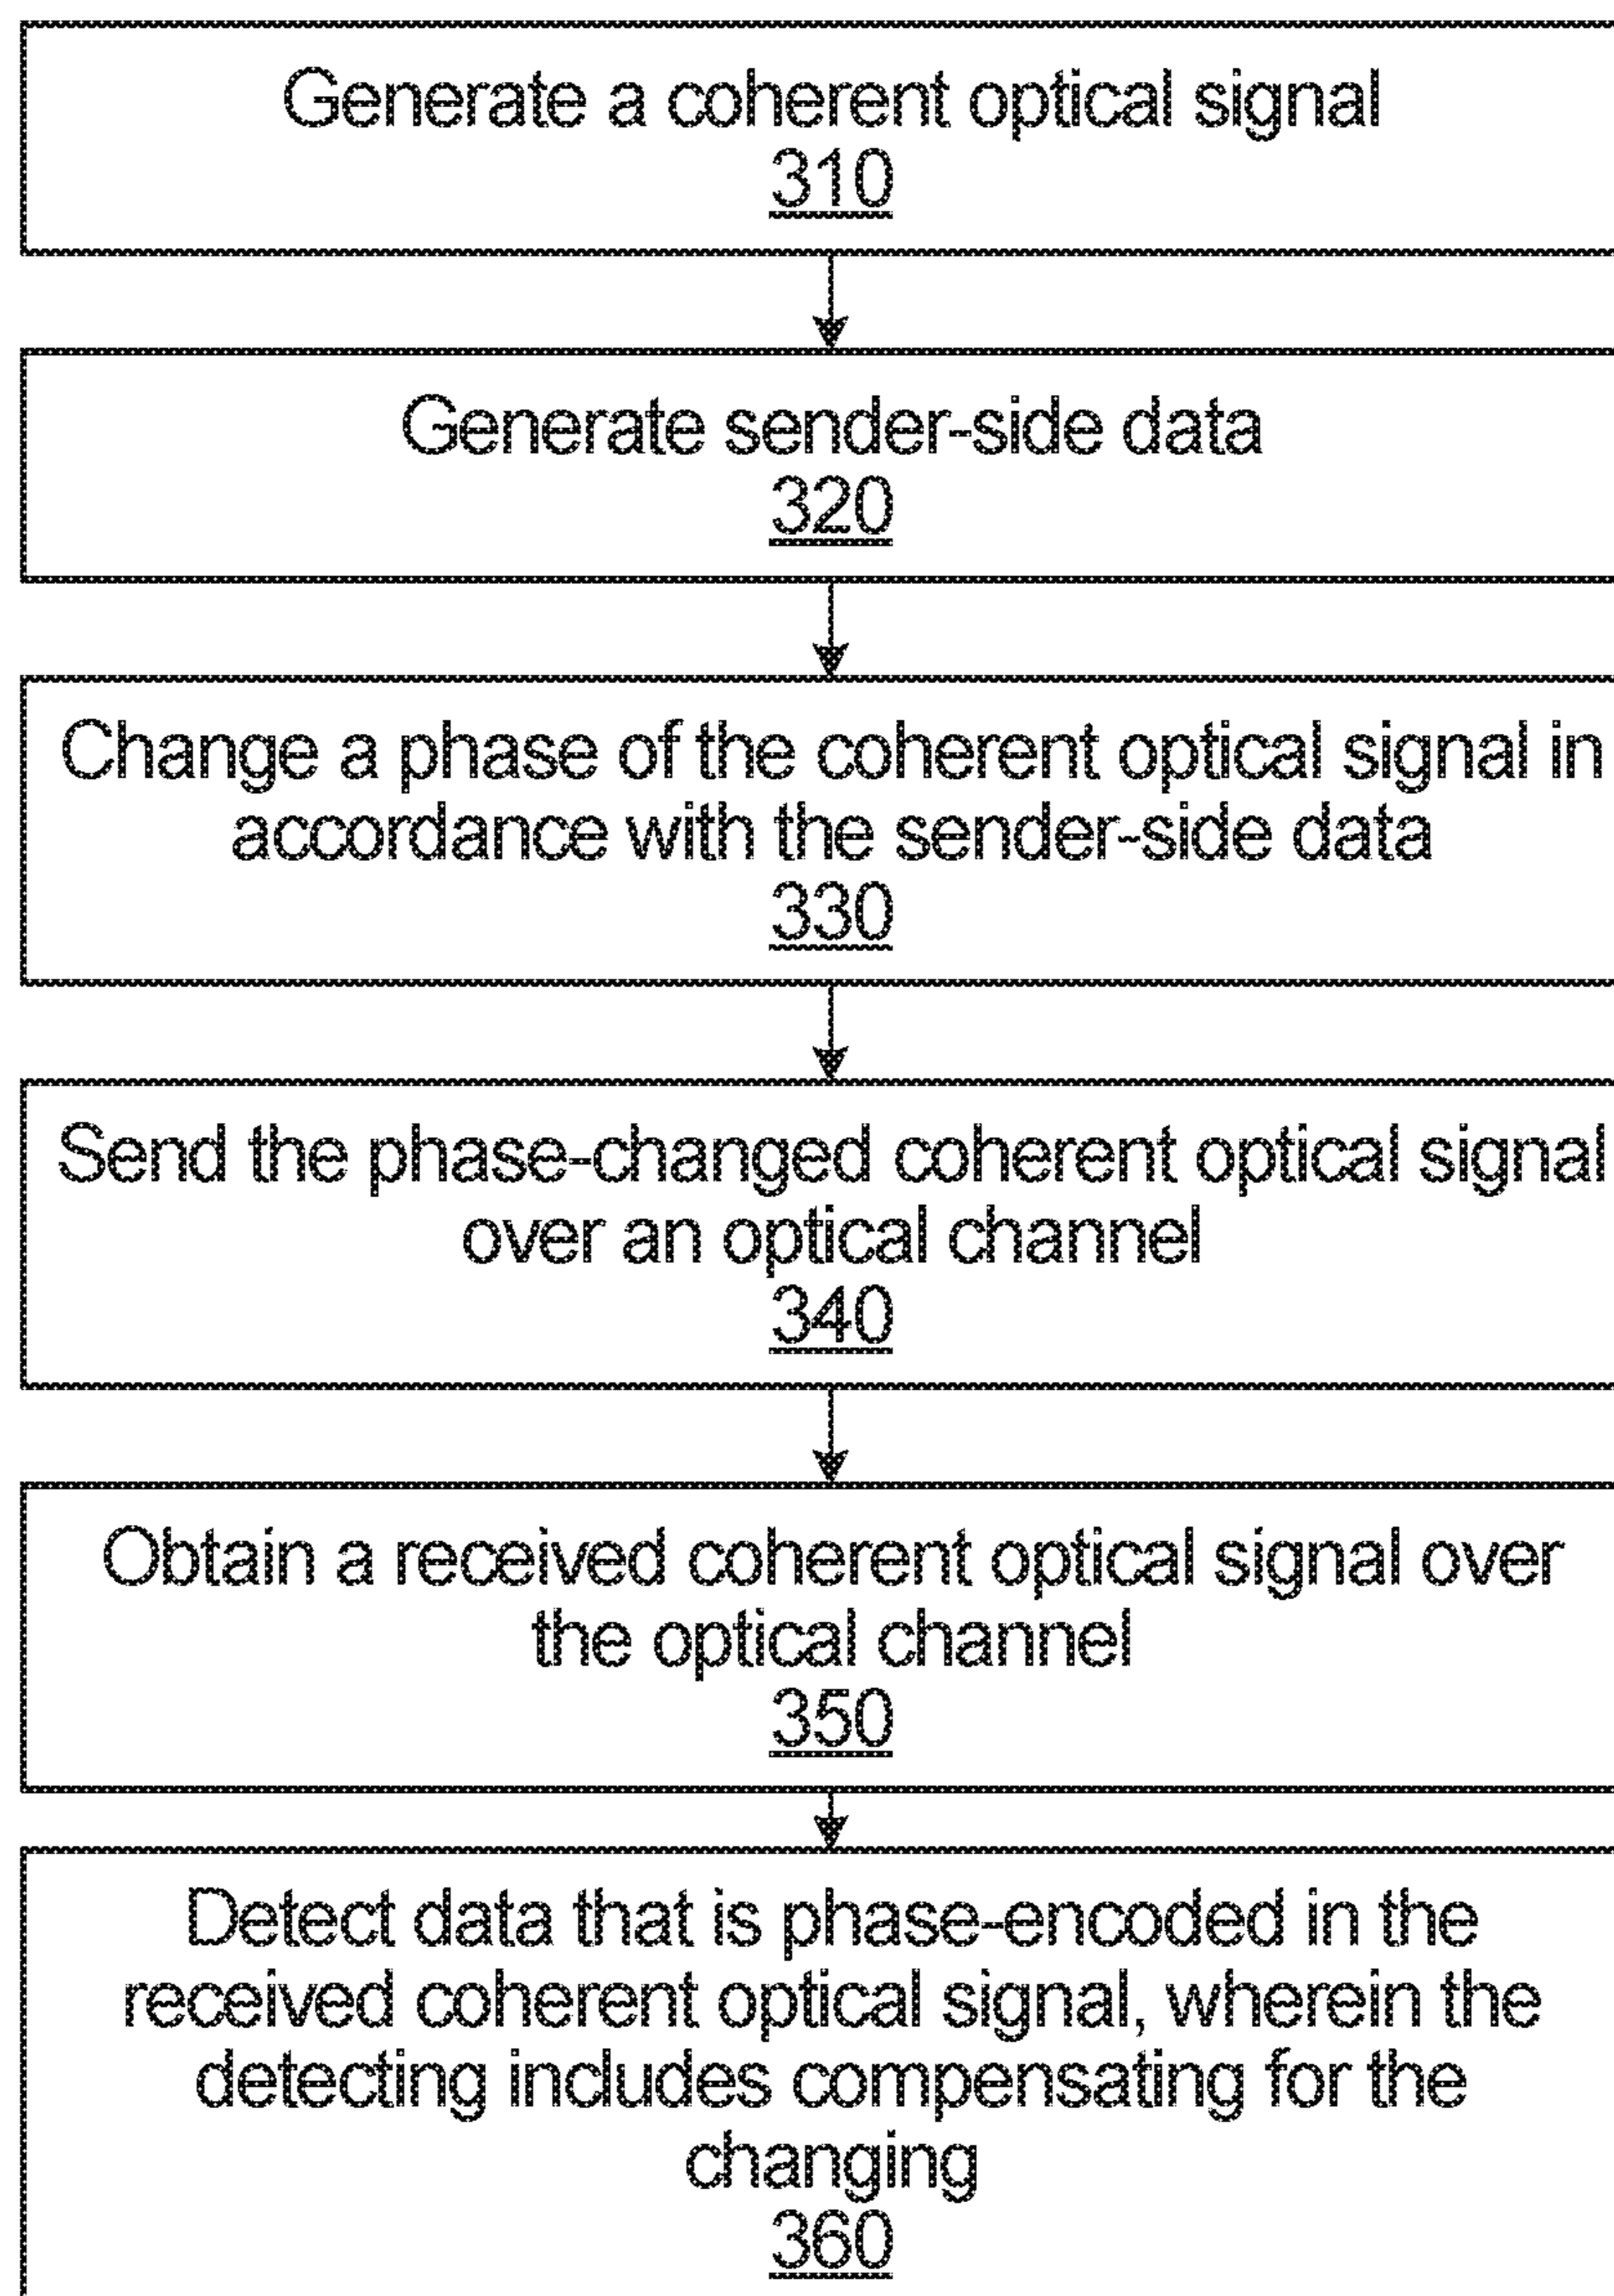 Generate a coherent optical signal
310
Generate sender-side data
320
Change a phase of the coherent optical signal in
accordance with the sender-side data
330
Send the phase-changed coherent optical signal
over an optical channel
340
Obtain a received coherent optical signal over
the optical channel
350
Detect data that is phase-encoded in the
received coherent optical signal, wherein the
detecting includes compensating for the
changing
360